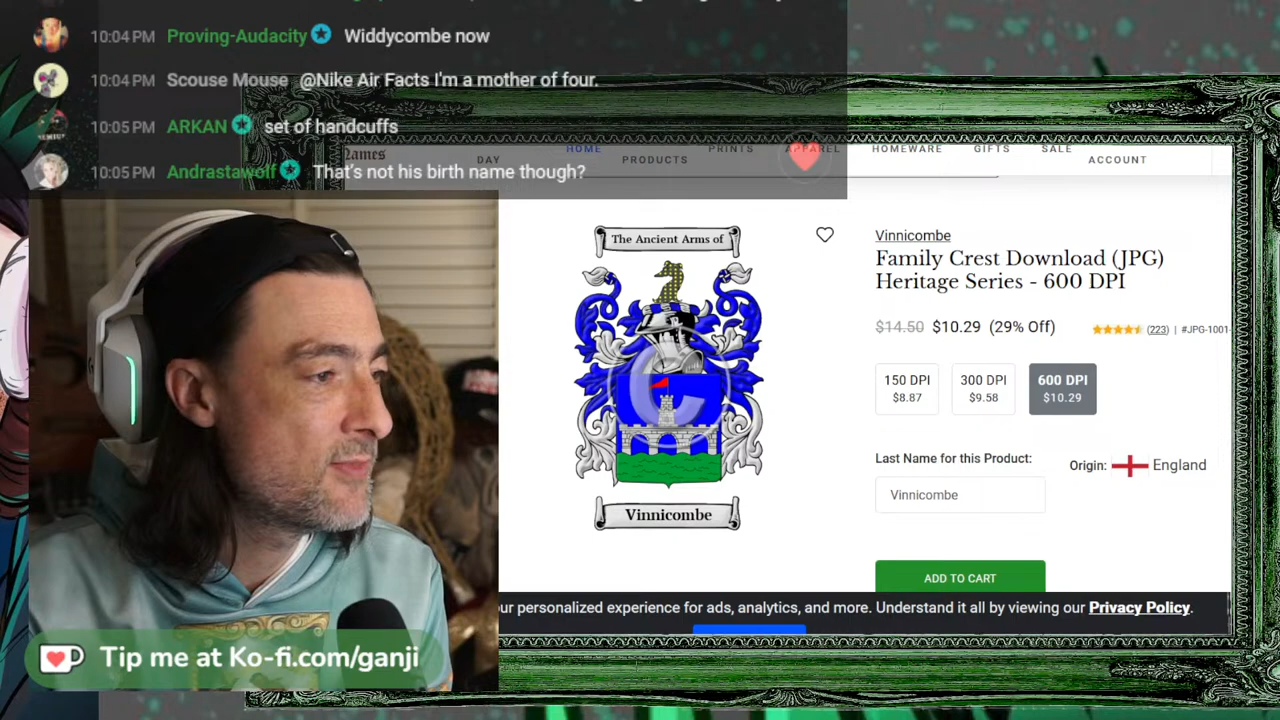 10:04 PM Proving-Audacity Widdycombe now
10:04 PM Scouse Mouse @Nike Air Facts I'm a mother of four.
10:05 PM ARKAN set of handcuffs
10:05 PM Andrastawolf That's not his birth name though?
Names
DAY HOME PRODUCTS PRINTS APPAREL HOMEWARE GIFTS SALE ACCOUNT
The Ancient Arms of
C
Vinnicombe
Vinnicombe
Family Crest Download (JPG)
Heritage Series - 600 DPI
$14.50 $10.29 (29% Off) (223) | #JPG-1001-
150 DPI 300 DPI 600 DPI
$8.87 $9.58 $10.29
Last Name for this Product:
Origin: England
Vinnicombe
ADD TO CART
ur personalized experience for ads, analytics, and more. Understand it all by viewing our Privacy Policy.
Tip me at Ko-fi.com/ganji